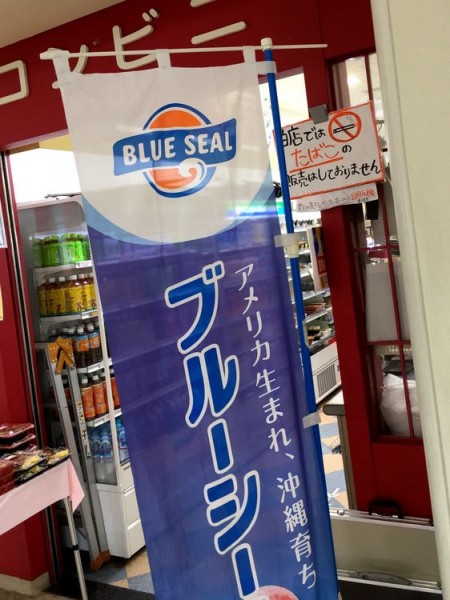 コンビニ
BLUE SEAL
アメリカ生まれ、沖縄育ち
ブルーシー
当店では
たばこの
販売はしておりません